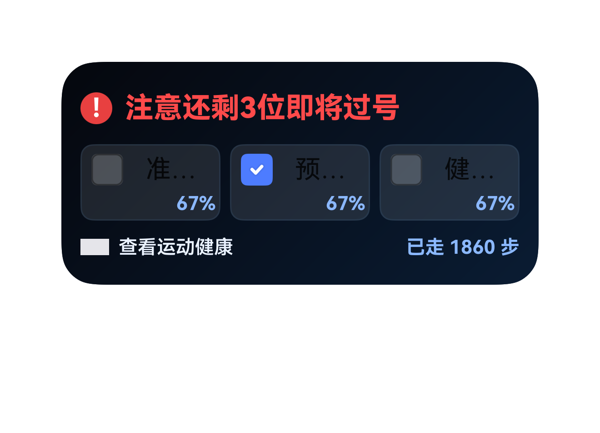 注意还剩3位即将过号
准... 预... 健...
67% 67% 67%
查看运动健康 已走 1860 步